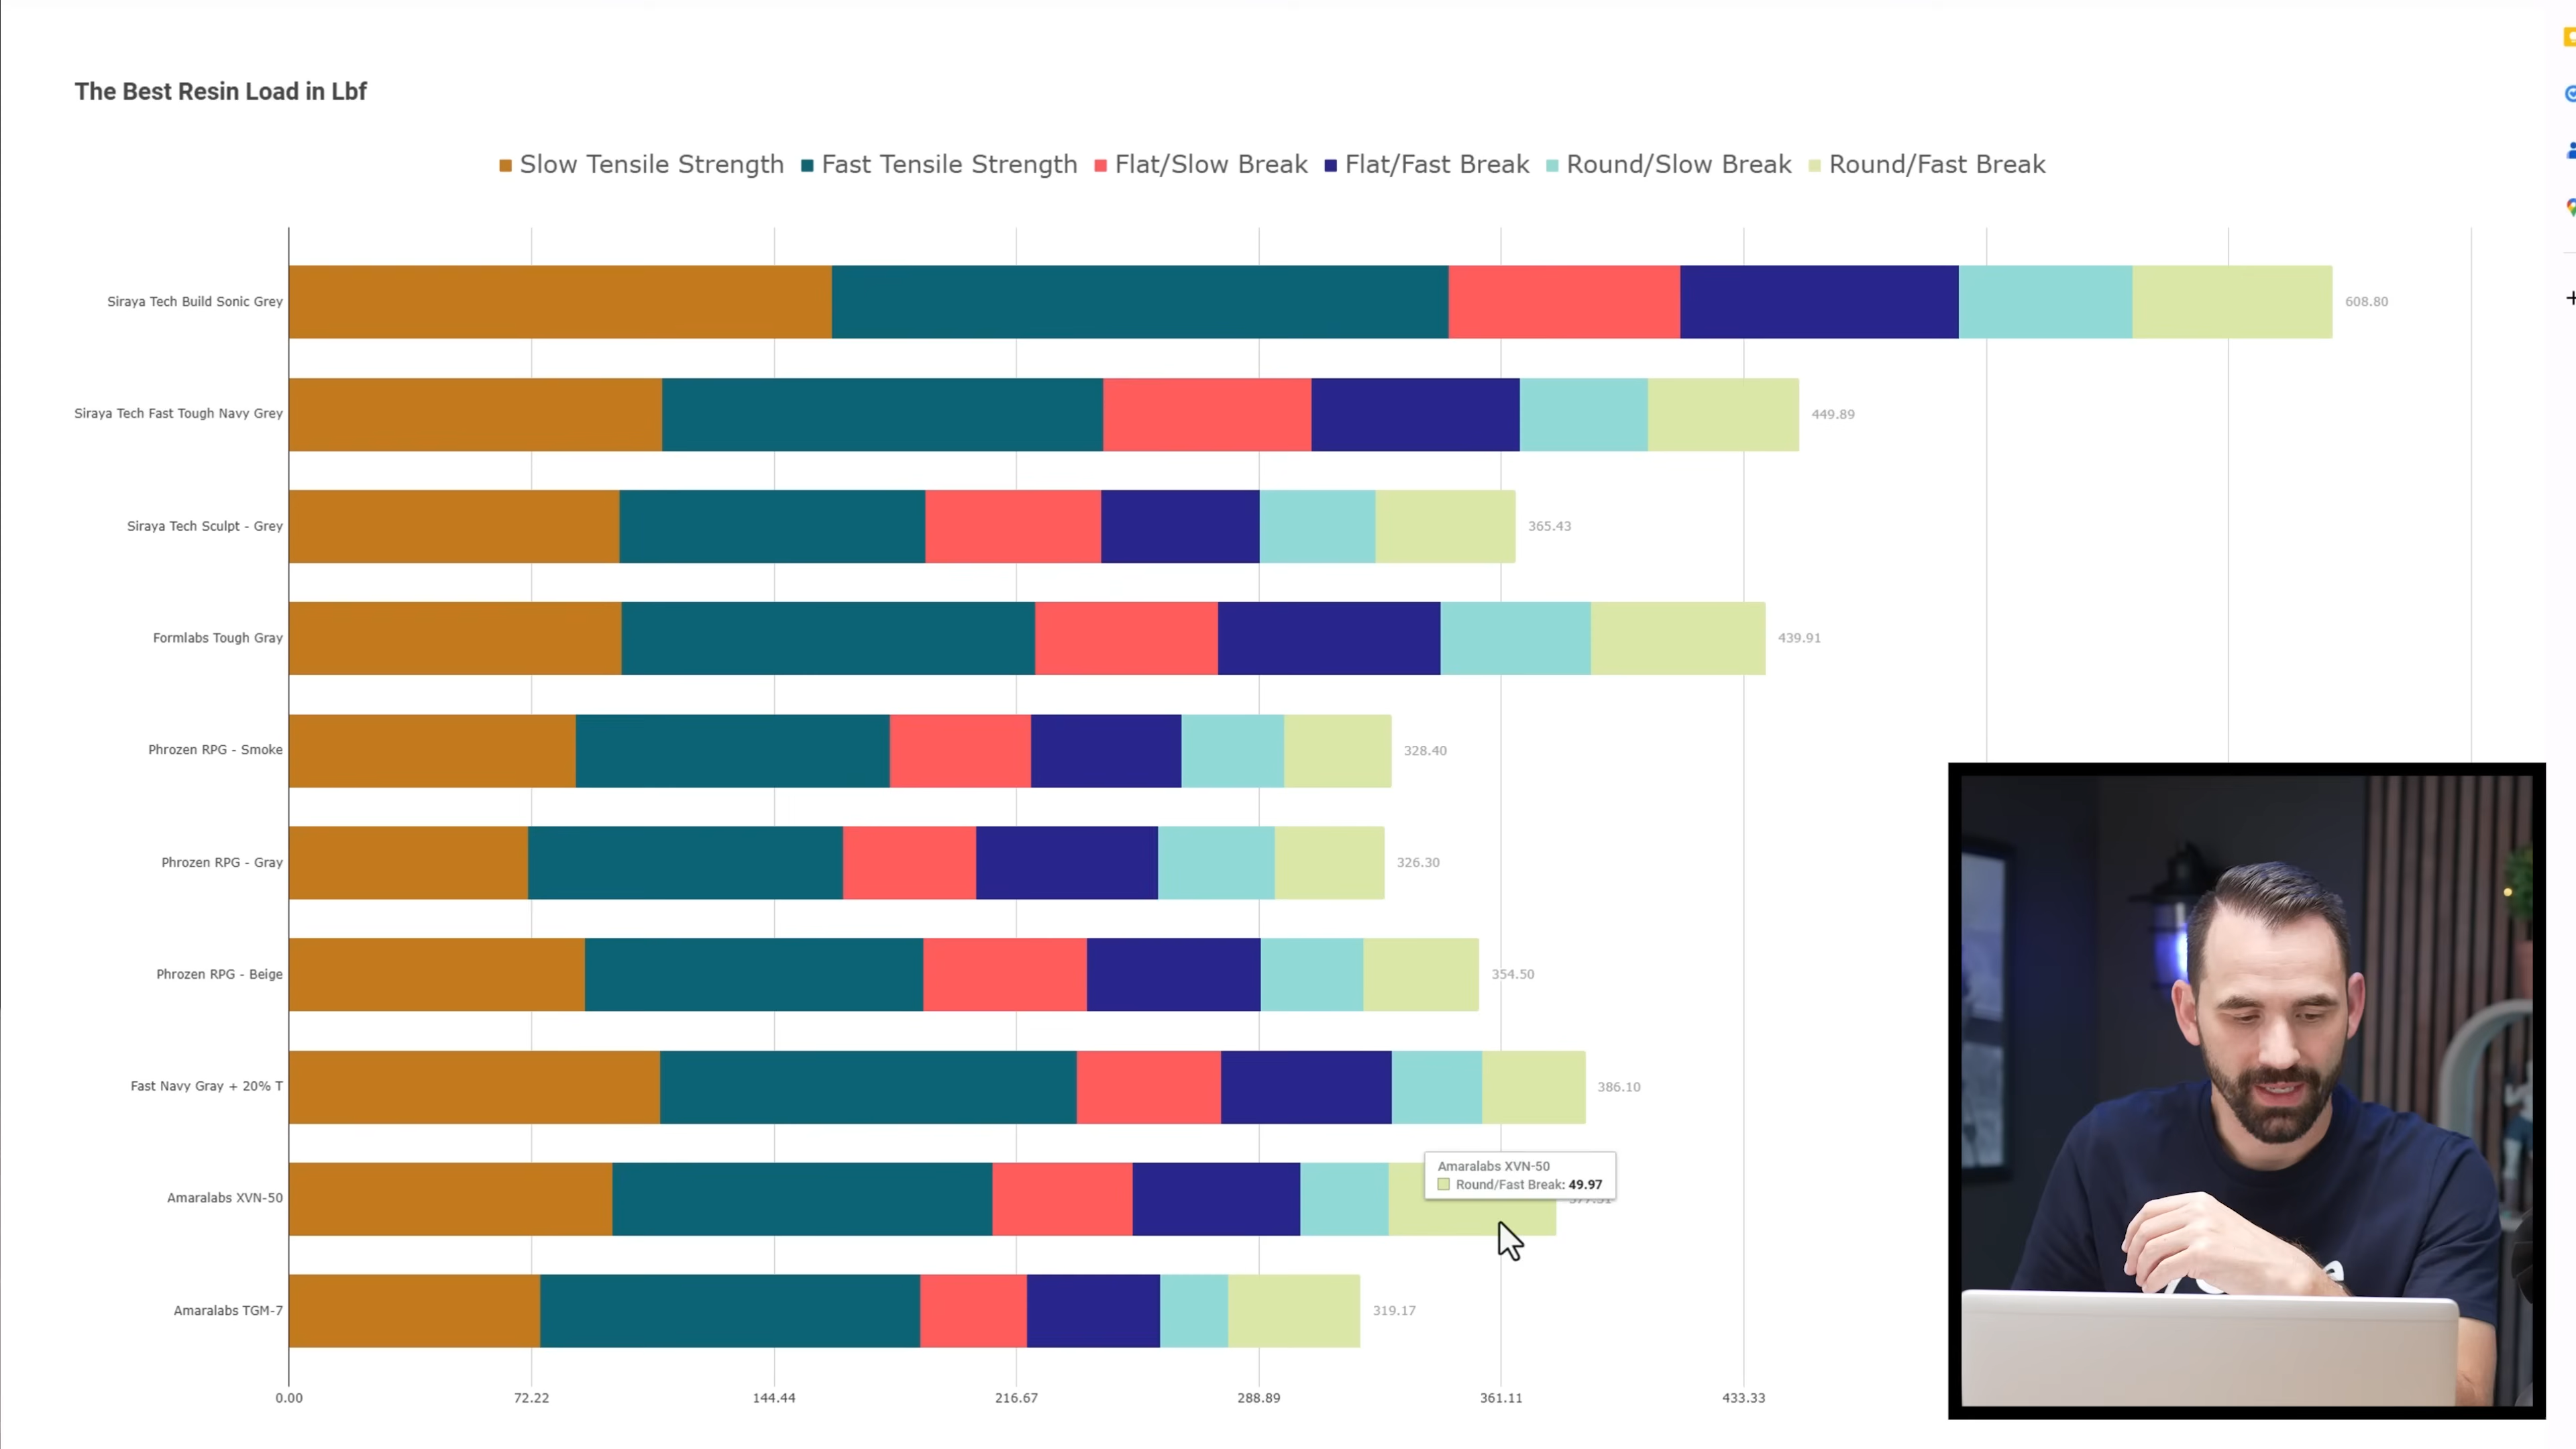 The Best Resin Load in Lbf
Slow Tensile Strength Fast Tensile Strength Flat/Slow Break Flat/Fast Break Round/Slow Break Round/Fast Break
Siraya Tech Build Sonic Grey 608.80
Siraya Tech Fast Tough Navy Grey 449.89
Siraya Tech Sculpt - Grey 365.43
Formlabs Tough Gray 439.91
Phrozen RPG - Smoke 328.40
Phrozen RPG - Gray 326.30
Phrozen RPG - Beige 354.50
Fast Navy Gray + 20% T 386.10
Amaralabs XVN-50
Round/Fast Break: 49.97
Amaralabs XVN-50
Amaralabs TGM-7 319.17
0.00 72.22 144.44 216.67 288.89 361.11 433.33